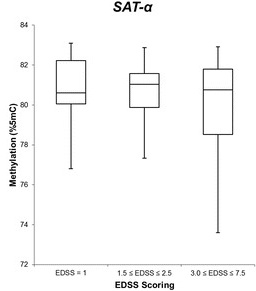 SAT-α
84
82
80
78
76
74
72
Methylation (%5mC)
EDSS = 1 1.5 ≤ EDSS ≤ 2.5 3.0 ≤ EDSS ≤ 7.5
EDSS Scoring